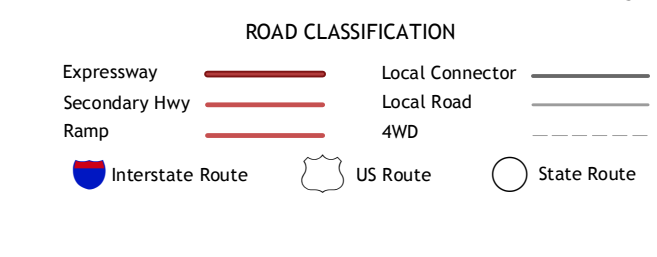 ROAD CLASSIFICATION
Expressway
Secondary Hwy
Ramp
Local Connector
Local Road
4WD
Interstate Route
US Route
State Route